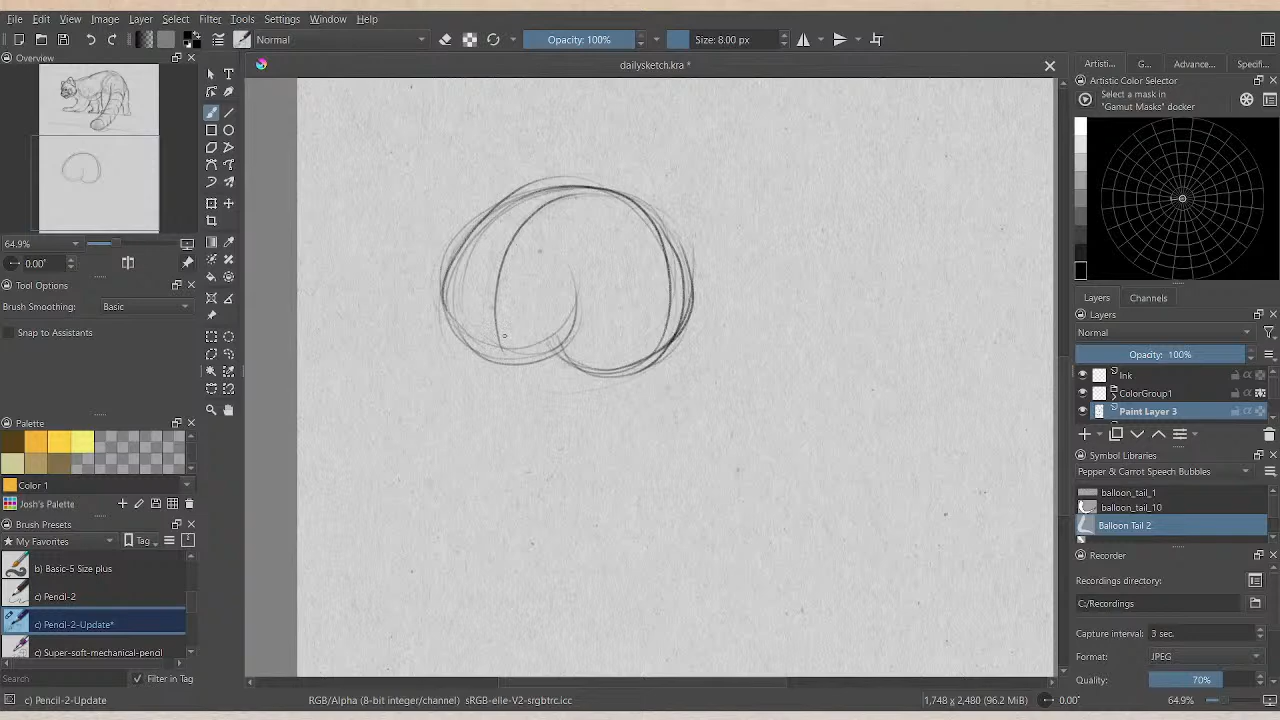 File Edit View Image Layer Select Filter Tools Settings Window Help
Normal Opacity: 100% Size: 8.00 px
Overview dailysketch.kra * Artisti... G... Advance... Specifi...
Artistic Color Selector
Select a mask in
"Gamut Masks" docker
64.9%
0.00°
Tool Options
Brush Smoothing: Basic
Snap to Assistants
Layers Channels
Layers
Normal
Opacity: 100%
Ink
ColorGroup1
Paint Layer 3
Palette
Color 1
Josh's Palette
Symbol Libraries
Pepper & Carrot Speech Bubbles
balloon_tail_1
balloon_tail_10
Balloon Tail 2
Brush Presets
My Favorites Tag
b) Basic-5 Size plus
c) Pencil-2
c) Pencil-2-Update*
c) Super-soft-mechanical-pencil
Search Filter in Tag
Recorder
Recordings directory:
C:/Recordings
Capture interval: 3 sec.
Format: JPEG
Quality: 70%
c) Pencil-2-Update RGB/Alpha (8-bit integer/channel) sRGB-elle-V2-srgbtrc.icc 1,748 x 2,480 (96.2 MiB) 0.00° 64.9%